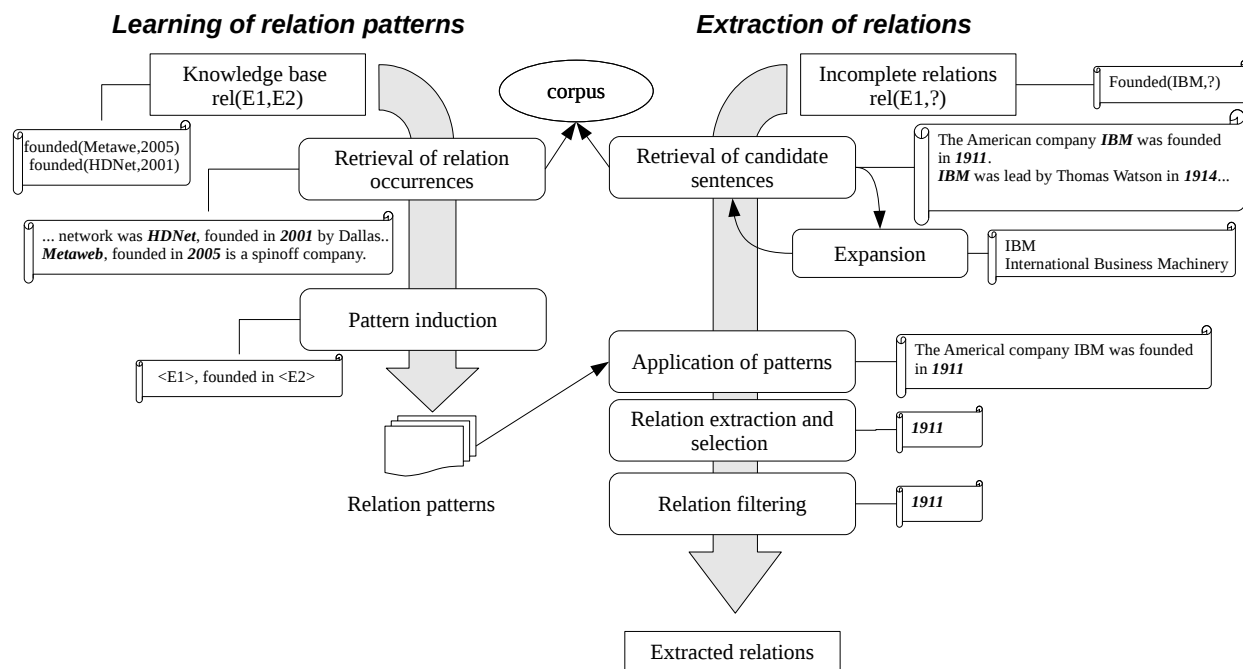 Learning of relation patterns
Extraction of relations
Knowledge base
rel(E1,E2)
corpus
Incomplete relations
rel(E1,?)
Founded(IBM,?)
founded(Metawe,2005)
founded(HDNet,2001)
Retrieval of relation
occurrences
Retrieval of candidate
sentences
The American company IBM was founded
in 1911.
IBM was lead by Thomas Watson in 1914...
... network was HDNet, founded in 2001 by Dallas..
Metaweb, founded in 2005 is a spinoff company.
Expansion
IBM
International Business Machinery
Pattern induction
<E1>, founded in <E2>
Application of patterns
The Americal company IBM was founded
in 1911
Relation extraction and
selection
1911
Relation patterns
Relation filtering
1911
Extracted relations